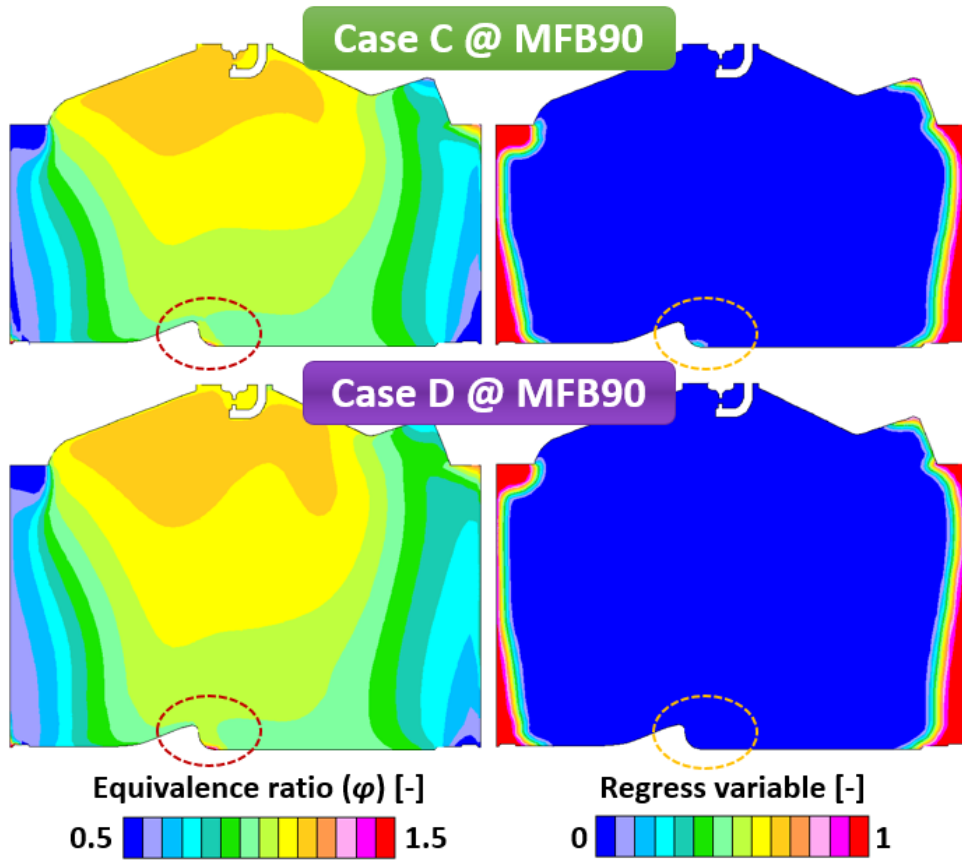 Case C @ MFB90
Case D @ MFB90
Equivalence ratio (φ) [-]
0.5 1.5
Regress variable [-]
0 1